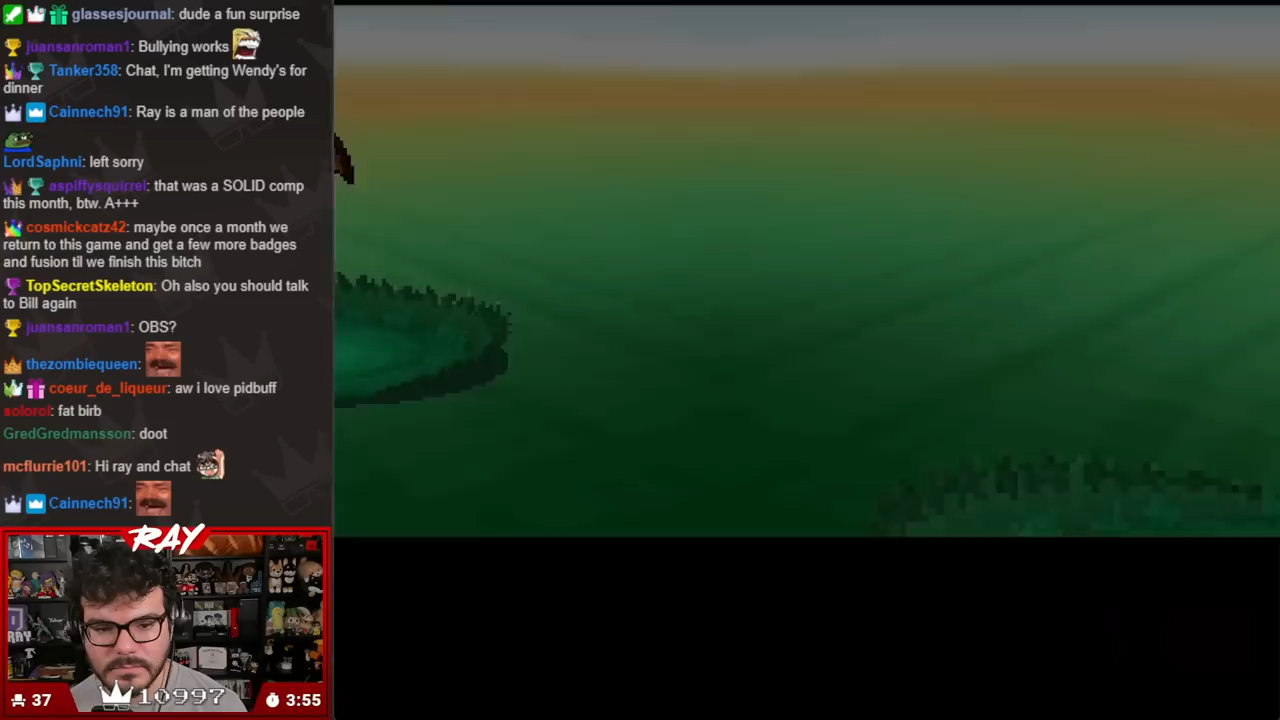 glassesjournal: dude a fun surprise
juansanroman1: Bullying works
Tanker358: Chat, I'm getting Wendy's for
dinner
Cainnech91: Ray is a man of the people
LordSaphni: left sorry
aspiffysquirrel: that was a SOLID comp
this month, btw. A+++
cosmickcatz42: maybe once a month we
return to this game and get a few more badges
and fusion til we finish this bitch
TopSecretSkeleton: Oh also you should talk
to Bill again
juansanroman1: OBS?
thezombiequeen:
coeur_de_liqueur: aw i love pidbuff
solorol: fat birb
GredGredmansson: doot
mcflurrie101: Hi ray and chat
Cainnech91:
RAY
RAY
37
10997
3:55